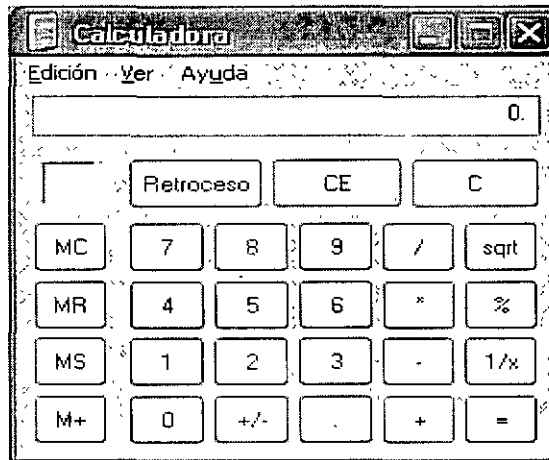 Calculadora
Edición Ver Ayuda
0.
Retroceso CE C
MC 7 8 9 / sqrt
MR 4 5 6 * %
MS 1 2 3 - 1/x
M+ 0 +/- . + =